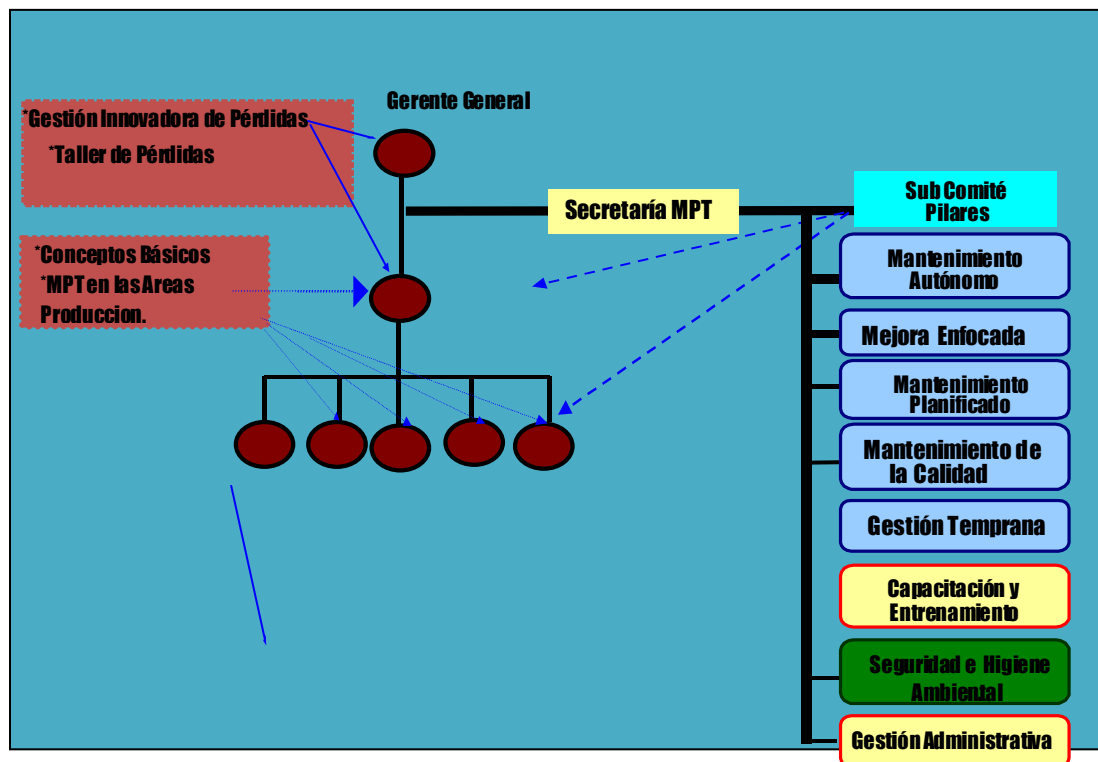 Gerente General
*Gestión Innovadora de Pérdidas
*Taller de Pérdidas
*Conceptos Básicos
*MPT en las Areas
Produccion.
Secretaría MPT
Sub Comité
Pilares
Mantenimiento
Autónomo
Mejora Enfocada
Mantenimiento
Planificado
Mantenimiento de
la Calidad
Gestión Temprana
Capacitación y
Entrenamiento
Seguridad e Higiene
Ambiental
Gestión Administrativa